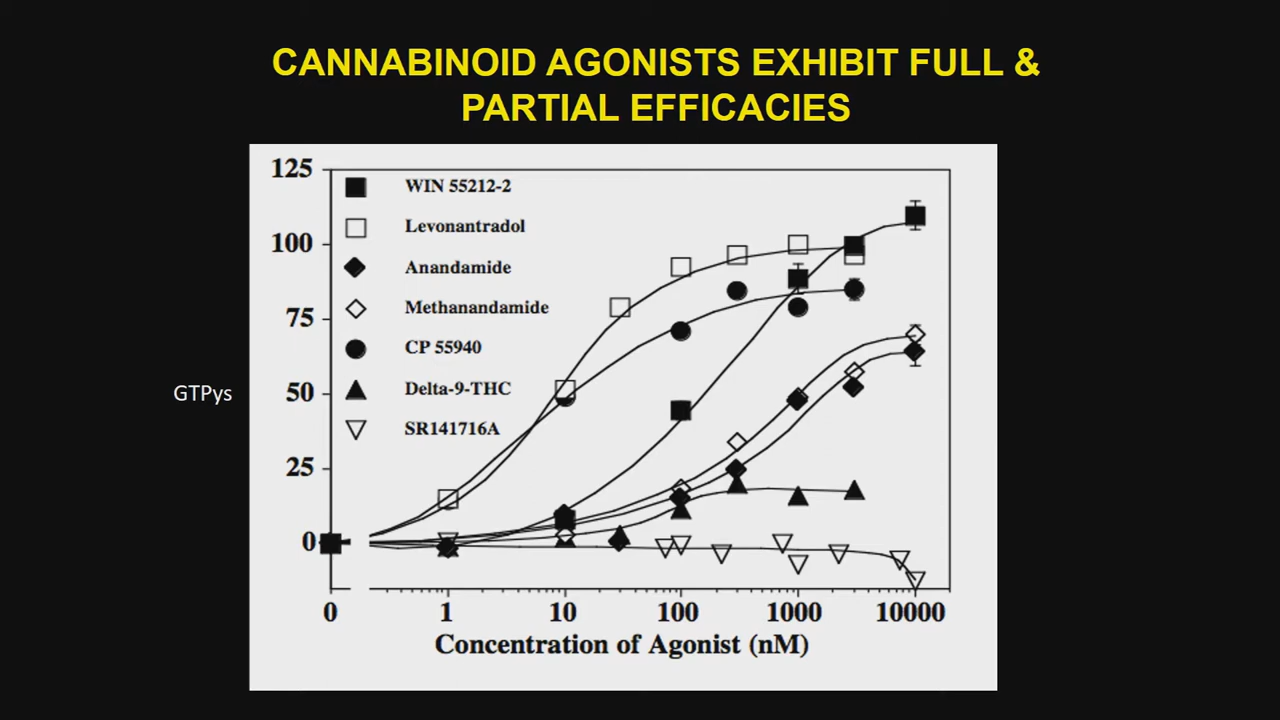 CANNABINOID AGONISTS EXHIBIT FULL &
PARTIAL EFFICACIES
125
100
75
50
25
0
WIN 55212-2
Levonantradol
Anandamide
Methanandamide
CP 55940
Delta-9-THC
SR141716A
GTPys
0 1 10 100 1000 10000
Concentration of Agonist (nM)